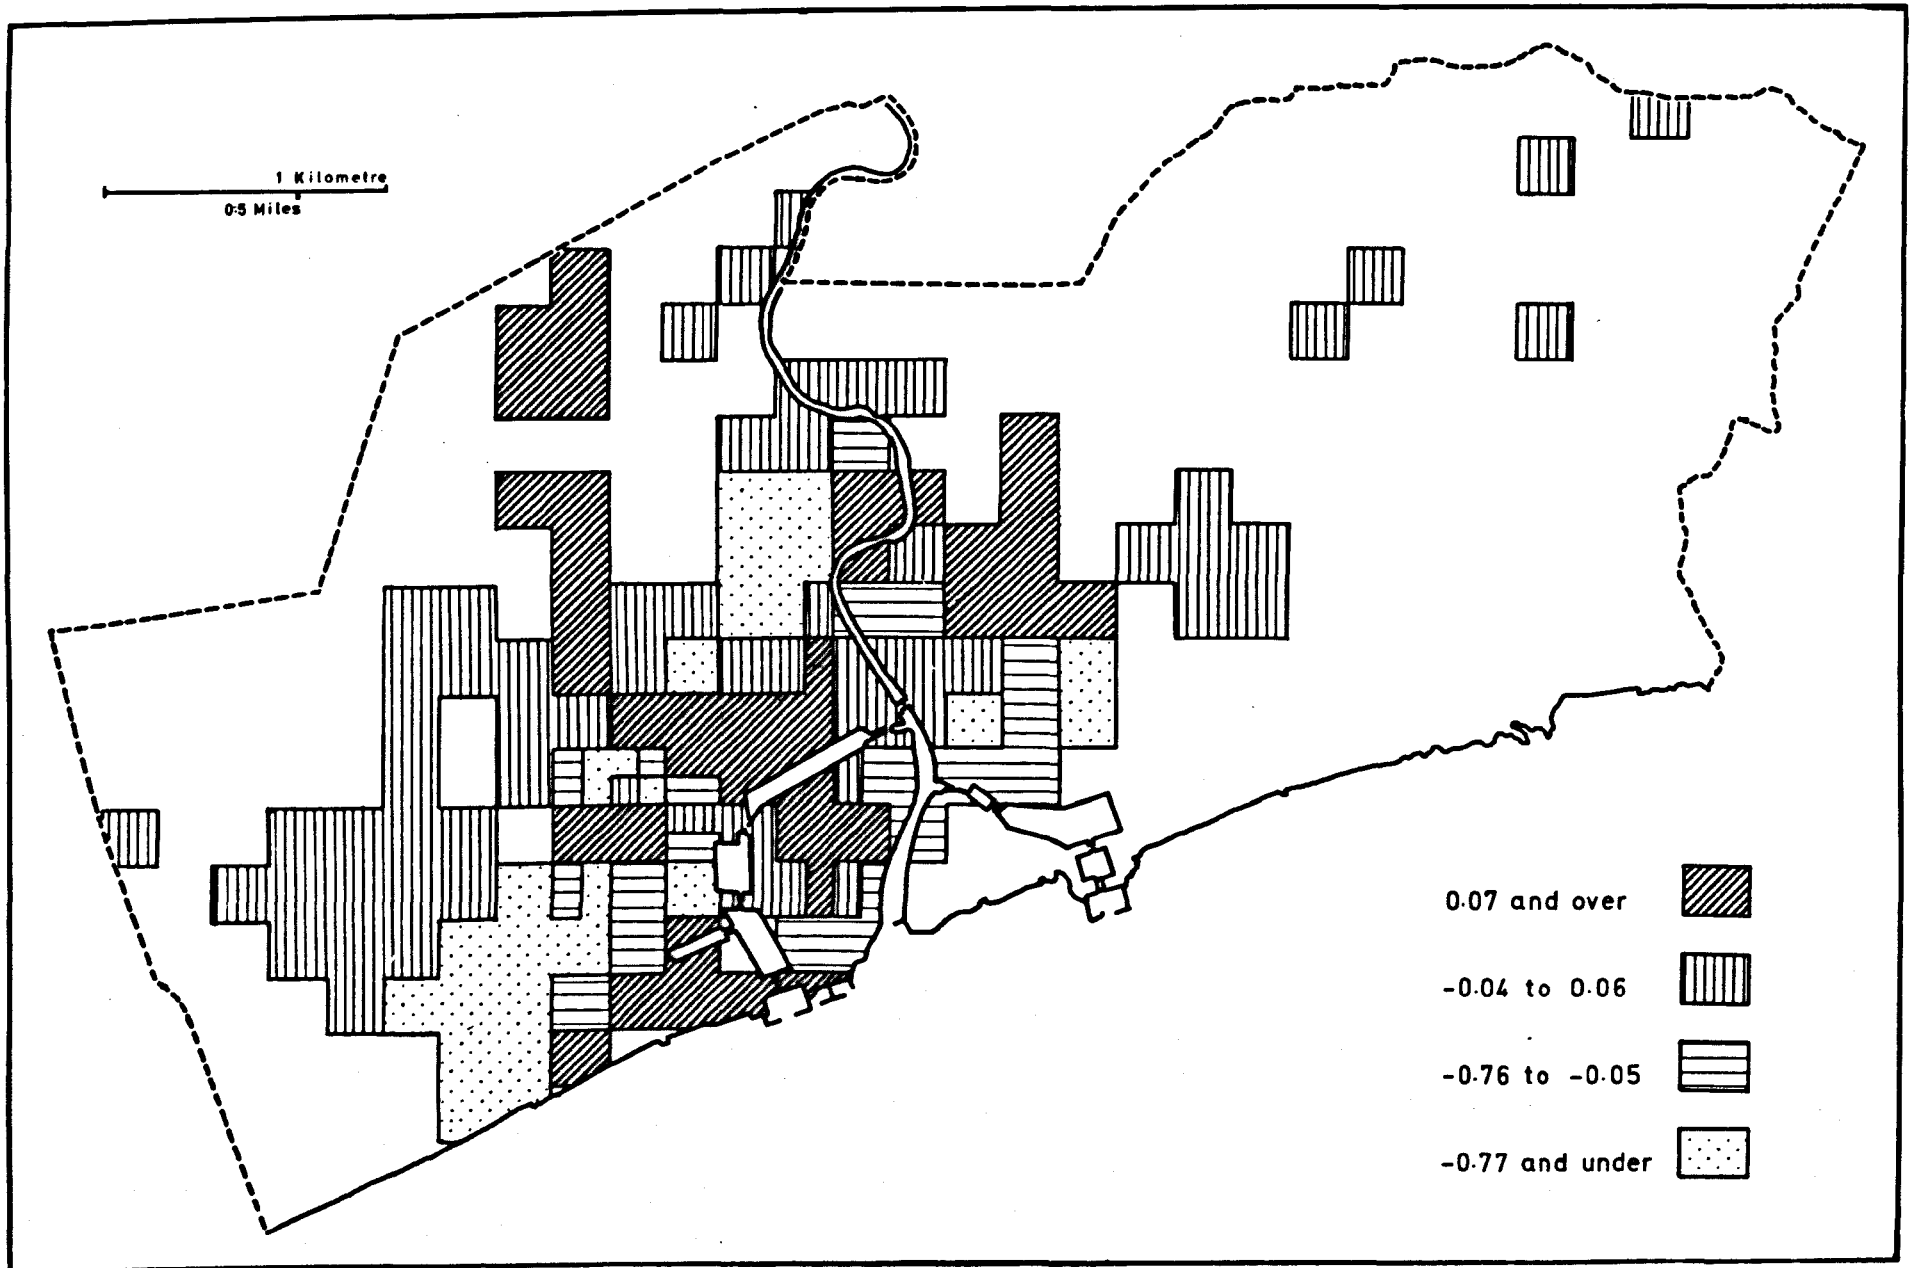 1 Kilometre
0·5 Miles
0·07 and over
-0·04 to 0·06
-0·76 to -0·05
-0·77 and under